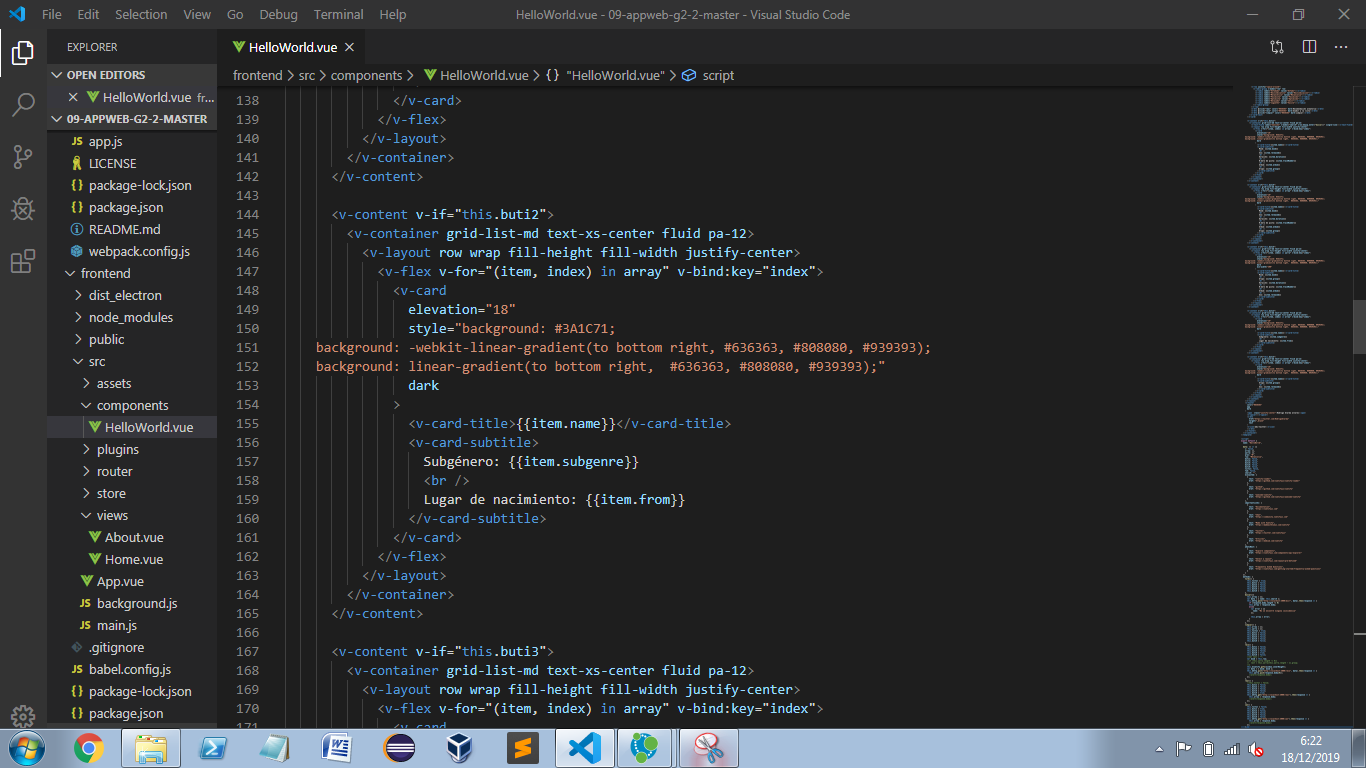 File Edit Selection View Go Debug Terminal Help HelloWorld.vue - 09-appweb-g2-2-master - Visual Studio Code
EXPLORER
OPEN EDITORS
HelloWorld.vue fr...
09-APPWEB-G2-2-MASTER
app.js
LICENSE
package-lock.json
package.json
README.md
webpack.config.js
frontend
dist_electron
node_modules
public
src
assets
components
HelloWorld.vue
plugins
router
store
views
About.vue
Home.vue
App.vue
background.js
main.js
.gitignore
babel.config.js
package-lock.json
package.json
HelloWorld.vue
frontend > src > components > HelloWorld.vue > {} "HelloWorld.vue" > script
138 </v-card>
139 </v-flex>
140 </v-layout>
141 </v-container>
142 </v-content>
143
144 <v-content v-if="this.buti2">
145 <v-container grid-list-md text-xs-center fluid pa-12>
146 <v-layout row wrap fill-height fill-width justify-center>
147 <v-flex v-for="(item, index) in array" v-bind:key="index">
148 <v-card
149 elevation="18"
150 style="background: #3A1C71;
151 background: -webkit-linear-gradient(to bottom right, #636363, #808080, #939393);
152 background: linear-gradient(to bottom right,  #636363, #808080, #939393);"
153 dark
154 >
155 <v-card-title>{{item.name}}</v-card-title>
156 <v-card-subtitle>
157 Subgénero: {{item.subgenre}}
158 <br />
159 Lugar de nacimiento: {{item.from}}
160 </v-card-subtitle>
161 </v-card>
162 </v-flex>
163 </v-layout>
164 </v-container>
165 </v-content>
166
167 <v-content v-if="this.buti3">
168 <v-container grid-list-md text-xs-center fluid pa-12>
169 <v-layout row wrap fill-height fill-width justify-center>
170 <v-flex v-for="(item, index) in array" v-bind:key="index">
171 <v-card
6:22
18/12/2019